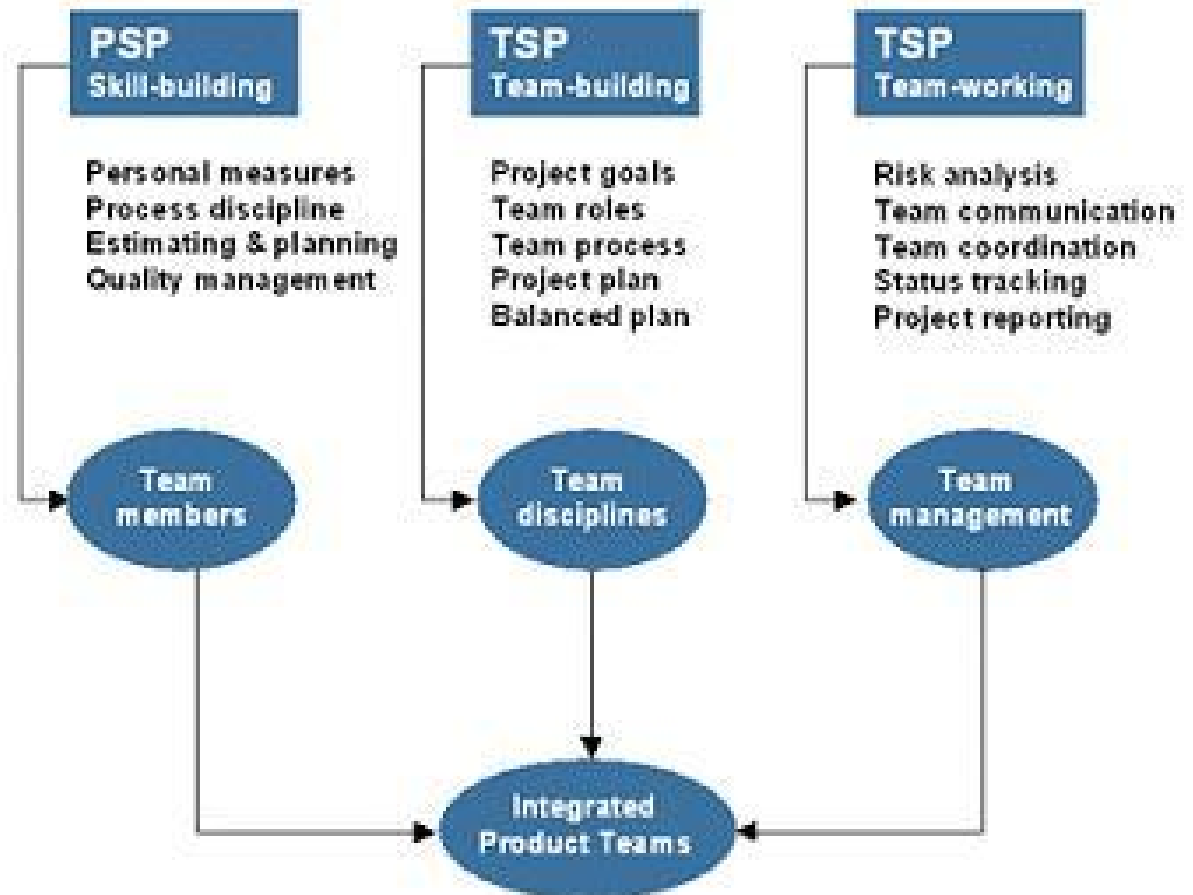 PSP
Skill-building
Personal measures
Process discipline
Estimating & planning
Quality management
Team
members
TSP
Team-building
Project goals
Team roles
Team process
Project plan
Balanced plan
Team
disciplines
TSP
Team-working
Risk analysis
Team communication
Team coordination
Status tracking
Project reporting
Team
management
Integrated
Product Teams